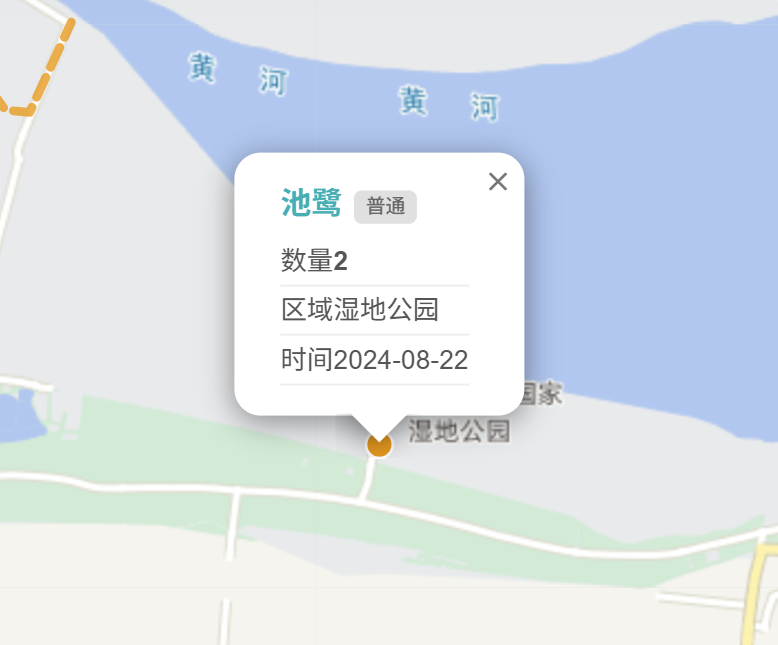 黄河 黄河
池鹭 普通
数量2
区域湿地公园
时间2024-08-22
国家
湿地公园